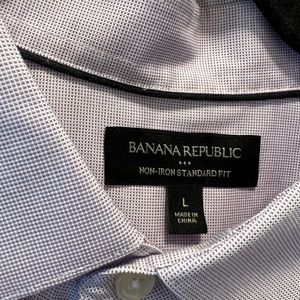 BANANA REPUBLIC
NON-IRON STANDARD FIT
L
MADE IN
CHINA